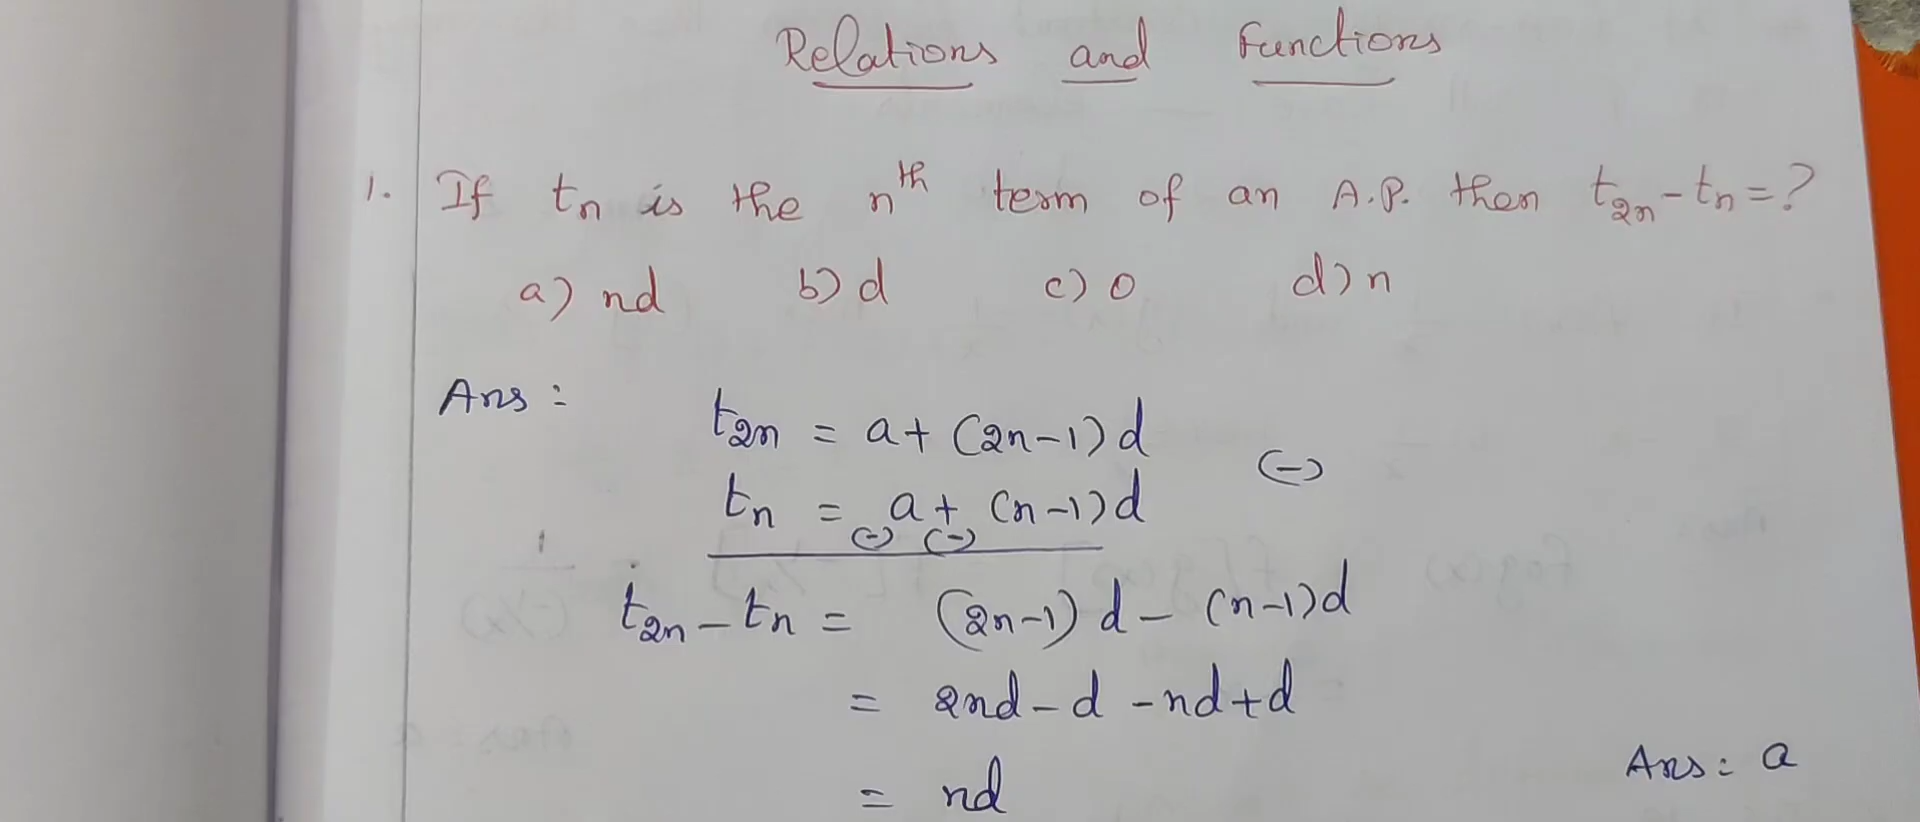 Relations and Functions
1. If tn is the nth term of an A.P. then t2n - tn = ?
a) nd b) d c) 0 d) n
Ans :
t2n = a + (2n-1)d
(-)
tn = a + (n-1)d
(-) (-)
t2n - tn = (2n-1) d - (n-1)d
= 2nd - d - nd + d
= nd
Ans : a